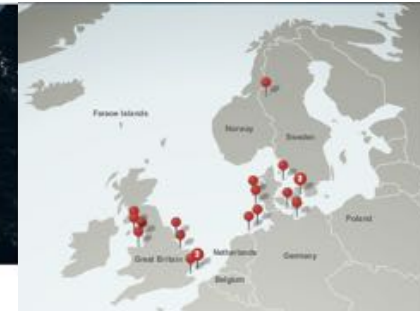 Faroe Islands
Norway
Sweden
Great Britain
Netherlands
Belgium
Germany
Poland